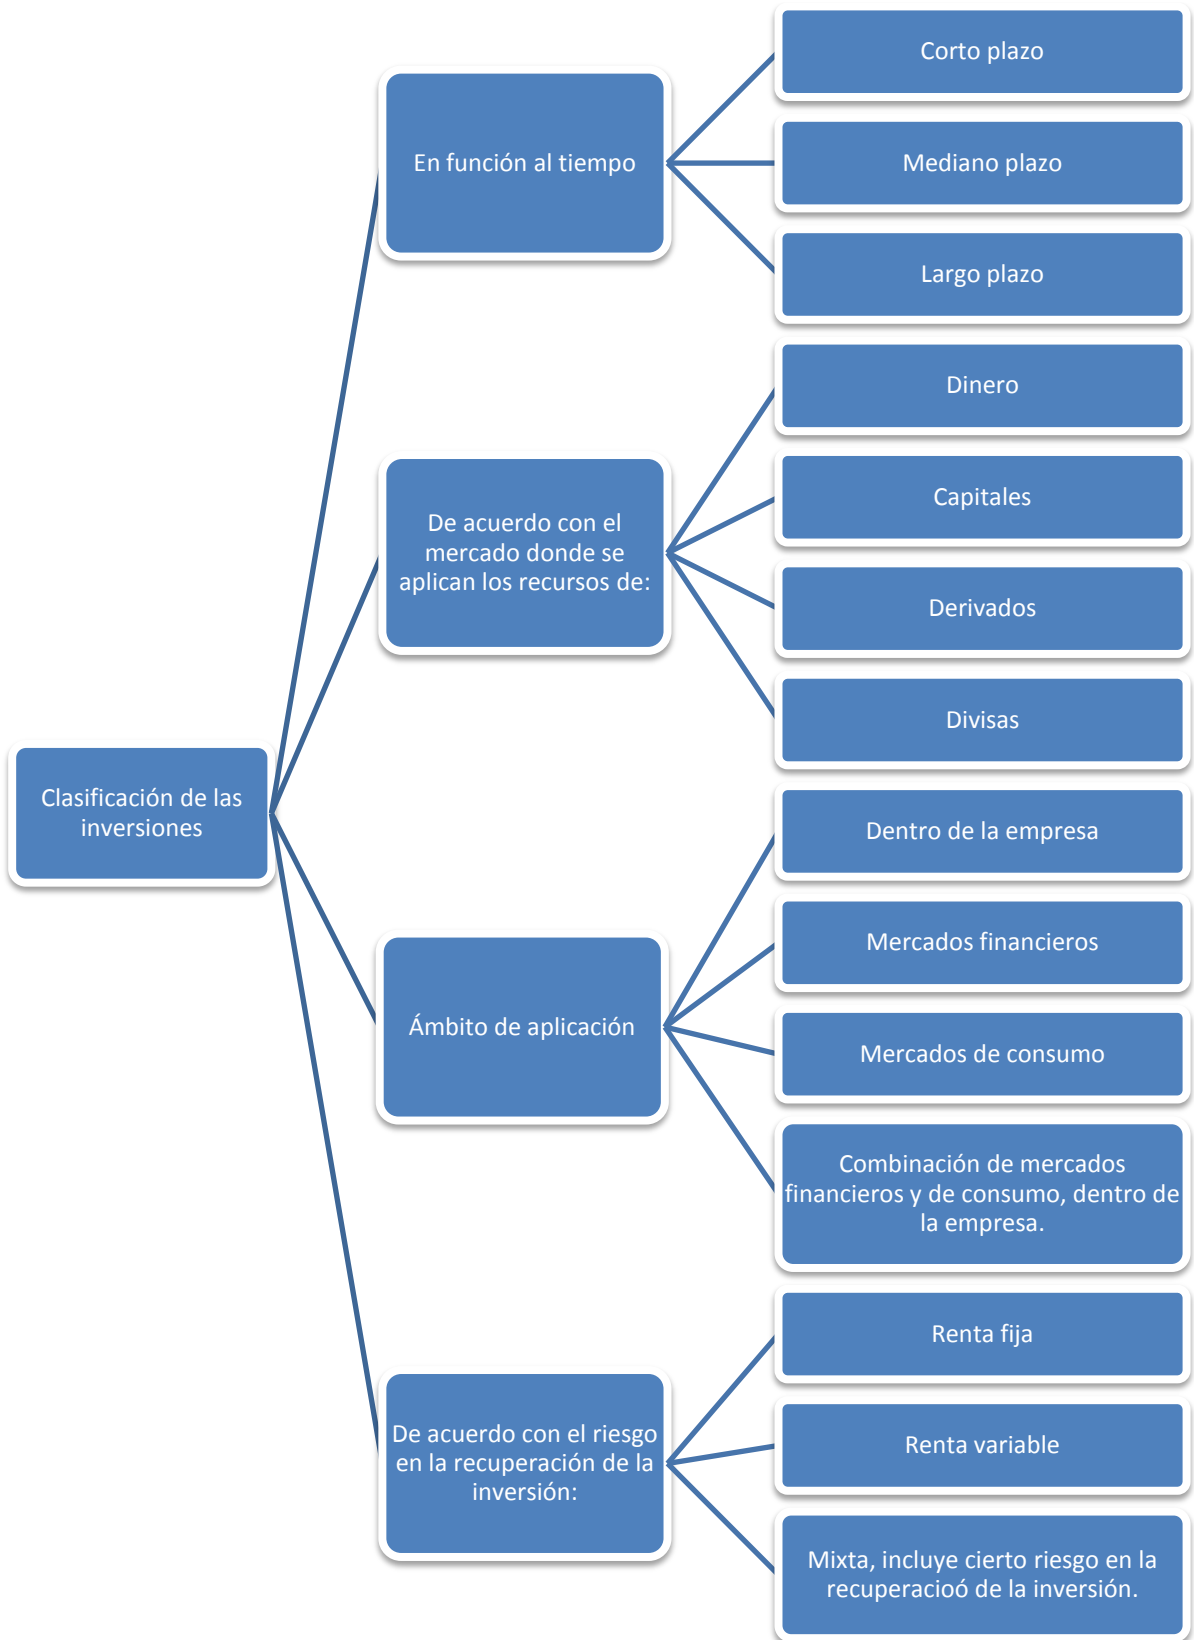 Clasificación de las
inversiones
En función al tiempo
Corto plazo
Mediano plazo
Largo plazo
De acuerdo con el
mercado donde se
aplican los recursos de:
Dinero
Capitales
Derivados
Divisas
Ámbito de aplicación
Dentro de la empresa
Mercados financieros
Mercados de consumo
Combinación de mercados
financieros y de consumo, dentro de
la empresa.
De acuerdo con el riesgo
en la recuperación de la
inversión:
Renta fija
Renta variable
Mixta, incluye cierto riesgo en la
recuperacioó de la inversión.